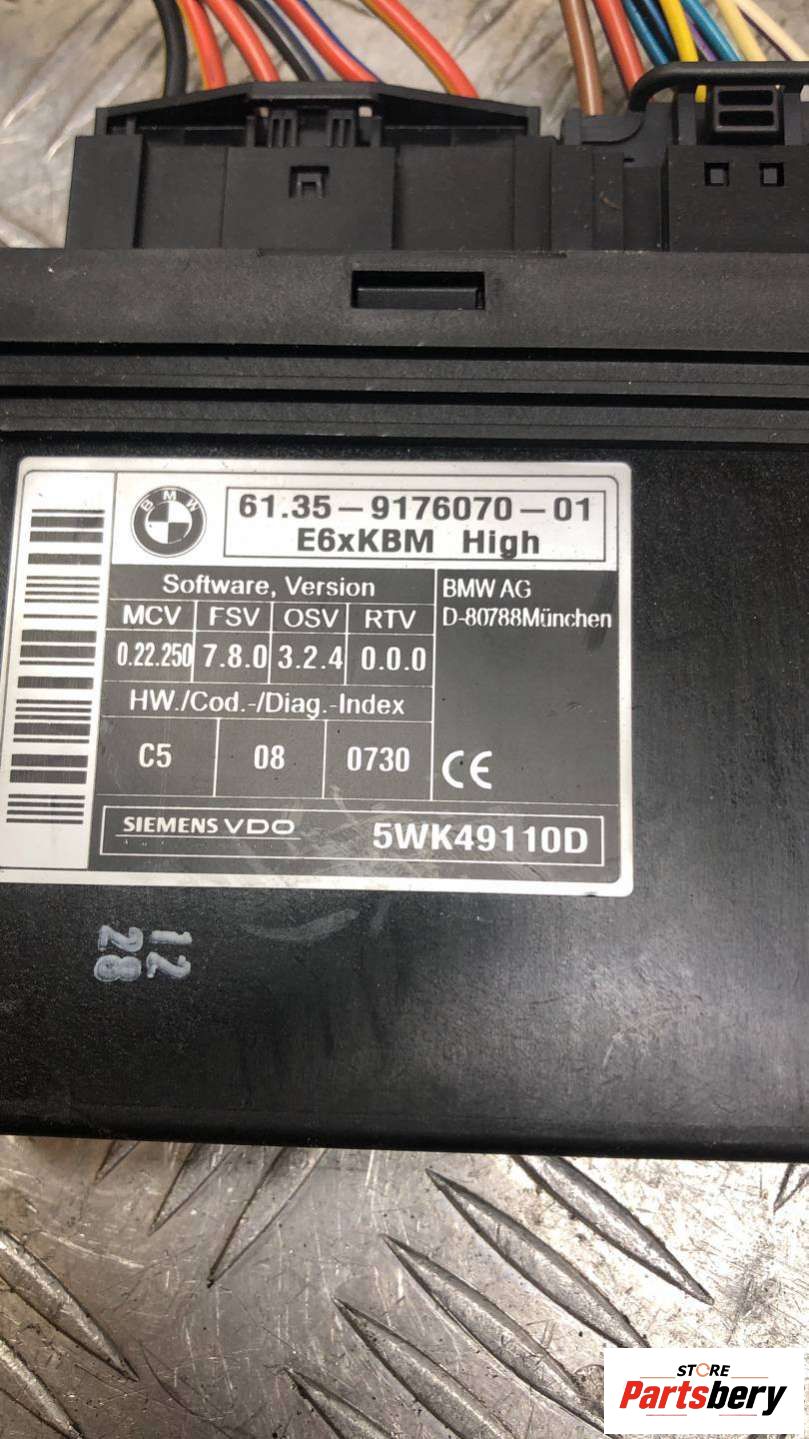 BMW
61.35-9176070-01
E6xKBM High
Software, Version
MCV FSV OSV RTV
0.22.250 7.8.0 3.2.4 0.0.0
HW./Cod.-/Diag.-Index
C5 08 0730
BMW AG
D-80788München
CE
SIEMENS VDO 5WK49110D
12
28
STORE
Partsbery